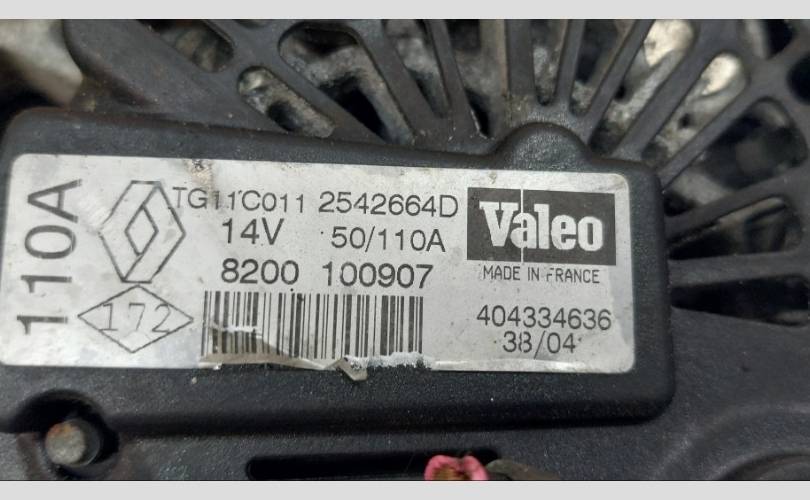 110A
TG11C011 2542664D
14V 50/110A
8200 100907
172
Valeo
MADE IN FRANCE
404334636
38/04